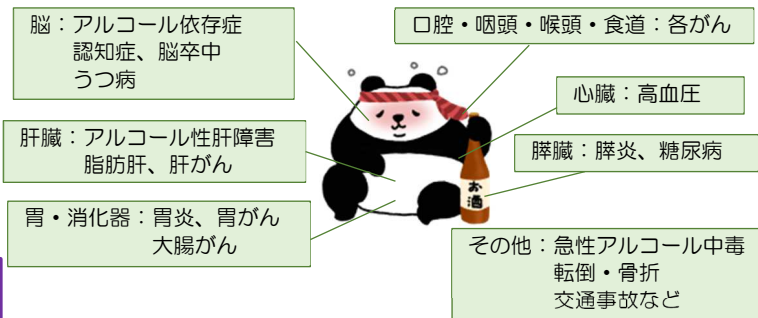 脳：アルコール依存症
認知症、脳卒中
うつ病
口腔・咽頭・喉頭・食道：各がん
心臓：高血圧
肝臓：アルコール性肝障害
脂肪肝、肝がん
膵臓：膵炎、糖尿病
お酒
胃・消化器：胃炎、胃がん
大腸がん
その他：急性アルコール中毒
転倒・骨折
交通事故など